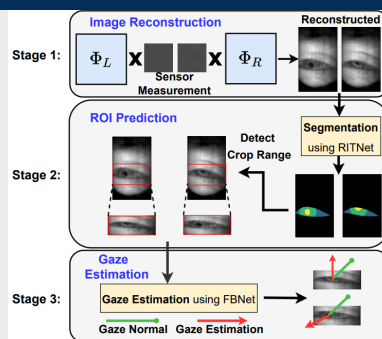 Image Reconstruction
Reconstructed
Stage 1:
Φ_L X X Φ_R
Sensor
Measurement
ROI Prediction
Segmentation
using RITNet
Detect
Crop Range
Stage 2:
Gaze
Estimation
Stage 3:
Gaze Estimation using FBNet
Gaze Normal Gaze Estimation